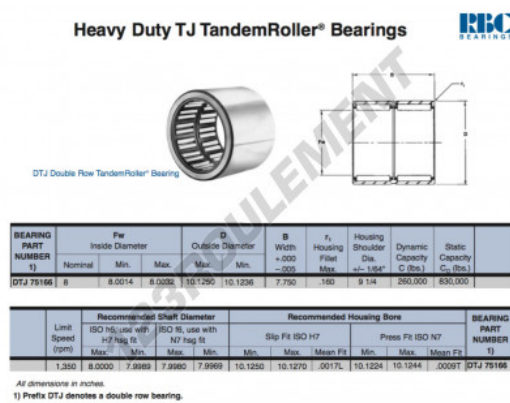 Heavy Duty TJ TandemRoller® Bearings
RBC
BEARINGS
DTJ Double Row TandemRoller® Bearing
B
r₁
Fw
D
123ROULEMENT
BEARING PART NUMBER 1) Fw Inside Diameter D Outside Diameter B Width +.000 -.005 r₁ Housing Fillet Max. Housing Shoulder Dia. +/- 1/64" Dynamic Capacity C (lbs.) Static Capacity C₀ (lbs.)
Nominal Min. Max. Max. Min.
DTJ 75166 8 8.0014 8.0032 10.1250 10.1236 7.750 .160 9 1/4 260,000 630,000
Limit Speed (rpm) Recommended Shaft Diameter Recommended Housing Bore BEARING PART NUMBER 1)
ISO h6, use with H7 hsg fit ISO f6, use with N7 hsg fit Slip Fit ISO H7 Press Fit ISO N7
Max. Min. Max. Min. Min. Max. Mean Fit Min. Max. Mean Fit
1,350 8.0000 7.9989 7.9980 7.9969 10.1250 10.1270 .0017L 10.1224 10.1244 .0009T DTJ 75166
All dimensions in inches.
1) Prefix DTJ denotes a double row bearing.